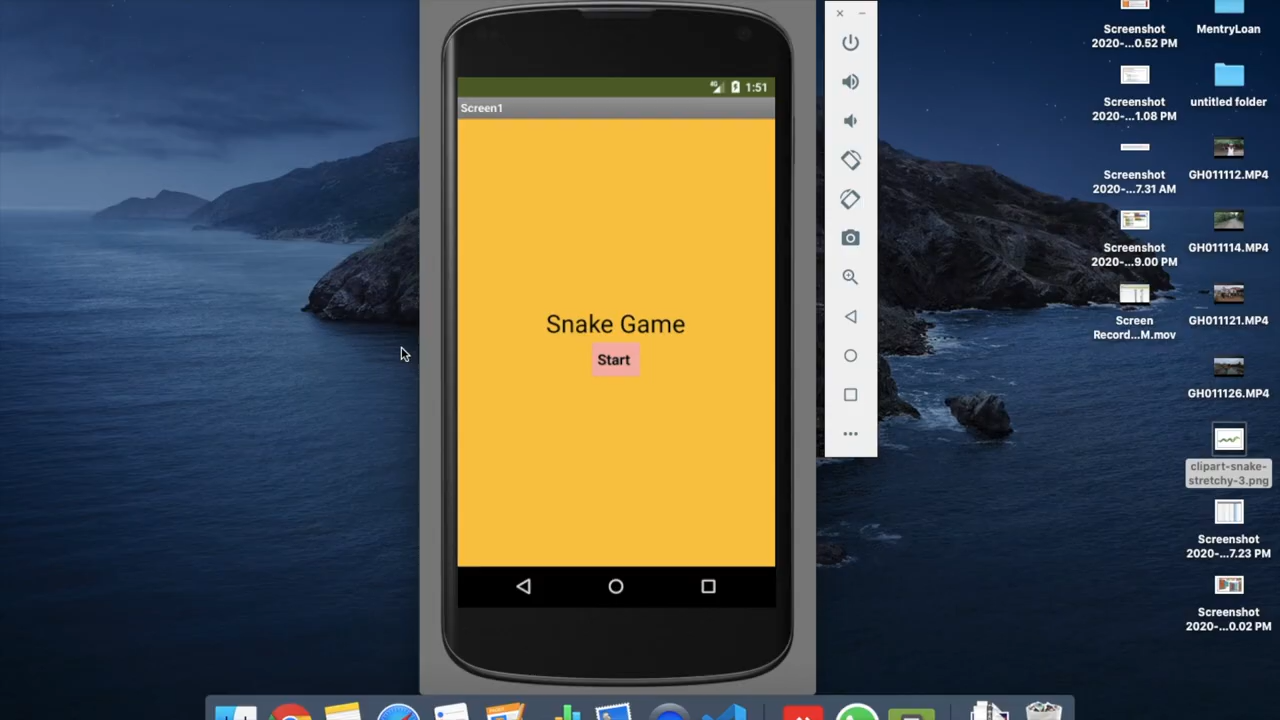 1:51
Screen1
Snake Game
Start
Screenshot
2020-...0.52 PM
MentryLoan
Screenshot
2020-...1.08 PM
untitled folder
Screenshot
2020-...7.31 AM
GH011112.MP4
Screenshot
2020-...9.00 PM
GH011114.MP4
Screen
Record...M.mov
GH011121.MP4
GH011126.MP4
clipart-snake-
stretchy-3.png
Screenshot
2020-...7.23 PM
Screenshot
2020-...0.02 PM